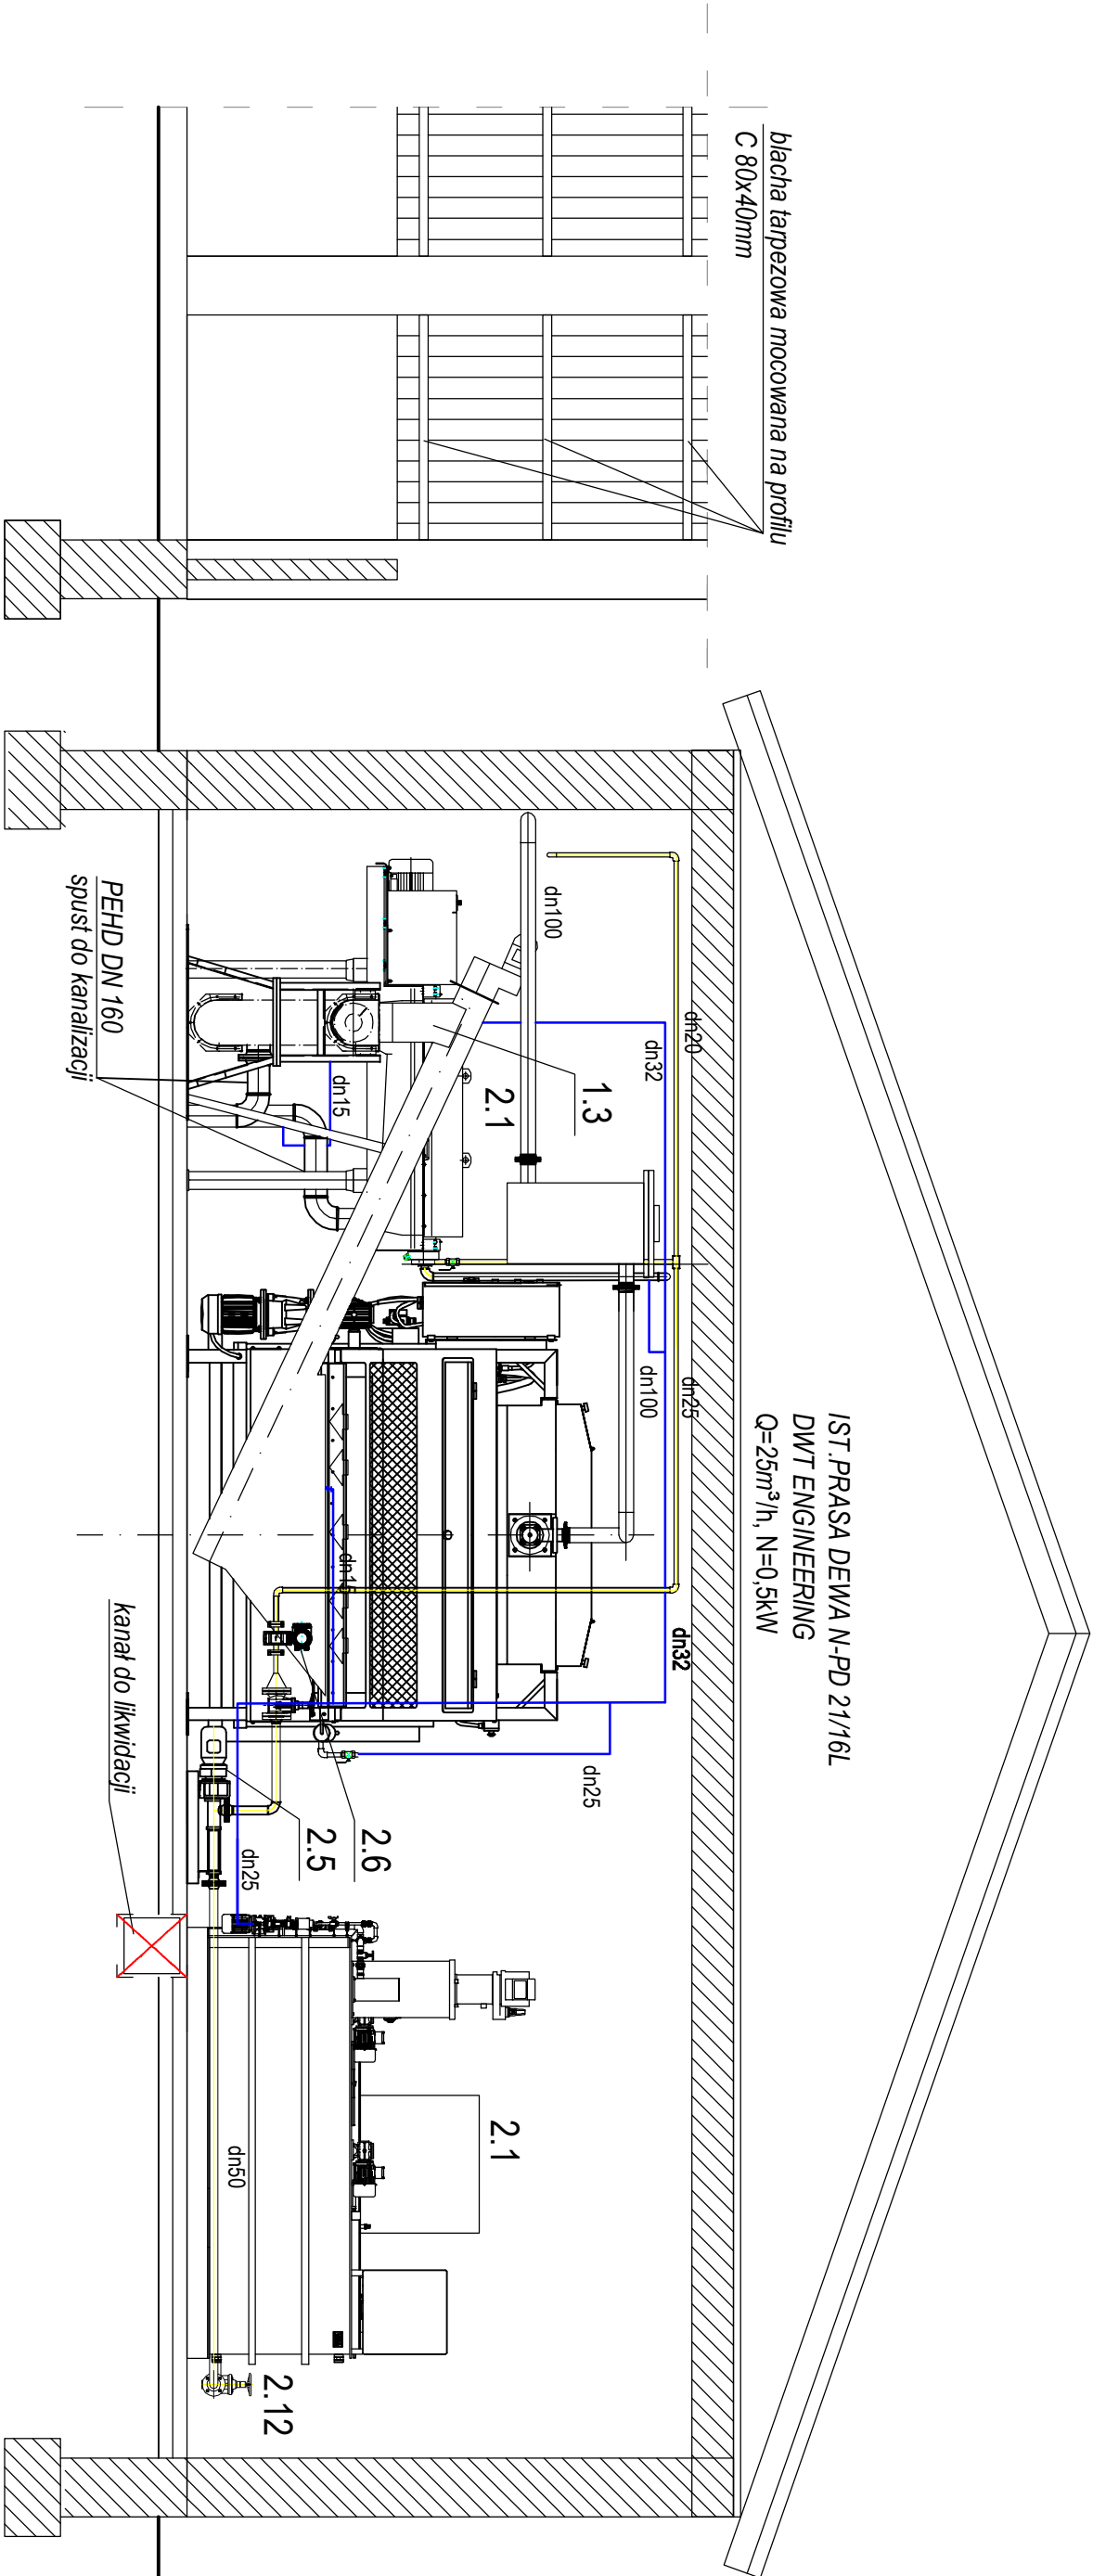 blacha tarpezowa mocowana na profilu
C 80x40mm
IST.PRASA DEWA N-PD 21/16L
DWT ENGINEERING
Q=25m³/h, N=0,5kW
dn100
dn20
dn32
1.3
2.1
dn15
PEHD DN 160
spust do kanalizacji
dn25
dn100
dn15
dn32
dn25
2.6
2.5
dn25
kanał do likwidacji
2.1
dn50
2.12